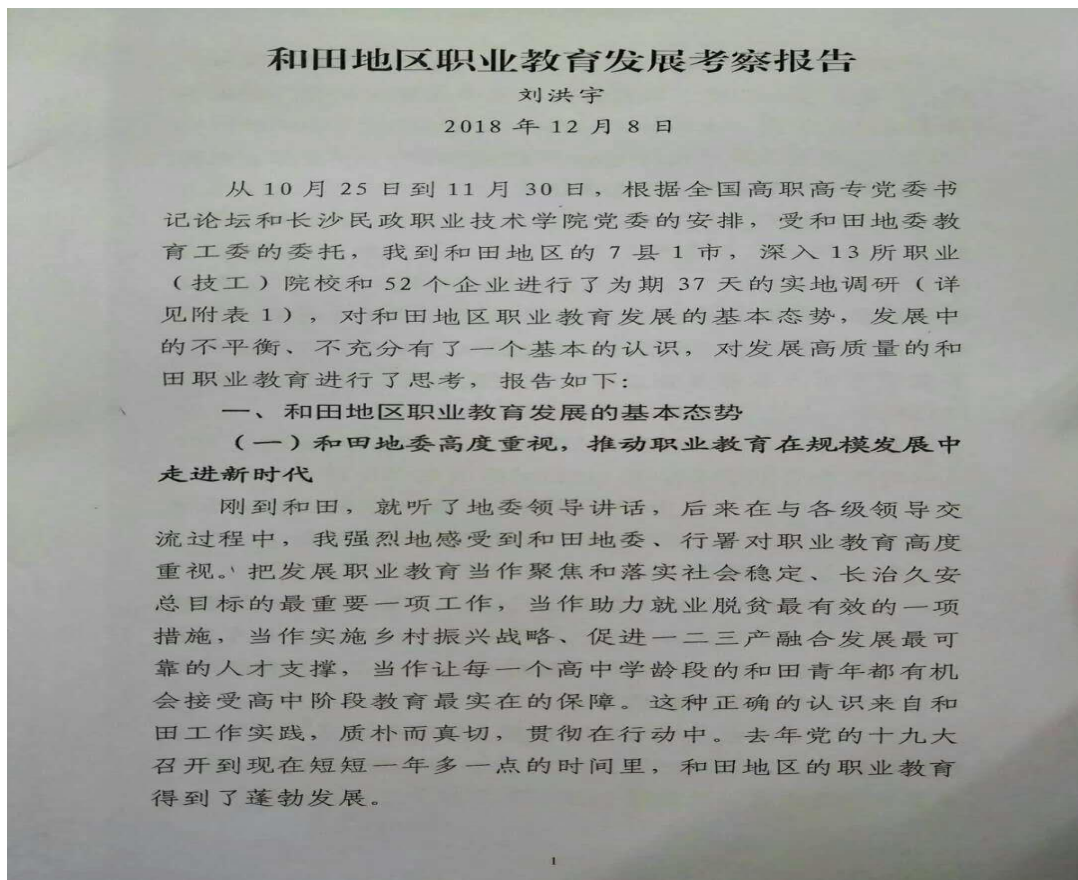 和田地区职业教育发展考察报告
刘洪宇
2018 年 12 月 8 日
从 10 月 25 日到 11 月 30 日，根据全国高职高专党委书
记论坛和长沙民政职业技术学院党委的安排，受和田地委教
育工委的委托，我到和田地区的 7 县 1 市，深入 13 所职业
（技工）院校和 52 个企业进行了为期 37 天的实地调研（详
见附表 1），对和田地区职业教育发展的基本态势，发展中
的不平衡、不充分有了一个基本的认识，对发展高质量的和
田职业教育进行了思考，报告如下：
一、和田地区职业教育发展的基本态势
（一）和田地委高度重视，推动职业教育在规模发展中
走进新时代
刚到和田，就听了地委领导讲话，后来在与各级领导交
流过程中，我强烈地感受到和田地委、行署对职业教育高度
重视。把发展职业教育当作聚焦和落实社会稳定、长治久安
总目标的最重要一项工作，当作助力就业脱贫最有效的一项
措施，当作实施乡村振兴战略、促进一二三产融合发展最可
靠的人才支撑，当作让每一个高中学龄段的和田青年都有机
会接受高中阶段教育最实在的保障。这种正确的认识来自和
田工作实践，质朴而真切，贯彻在行动中。去年党的十九大
召开到现在短短一年多一点的时间里，和田地区的职业教育
得到了蓬勃发展。
1